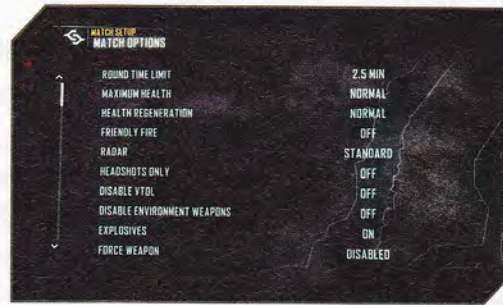 MATCH SETUP
MATCH OPTIONS
ROUND TIME LIMIT 2.5 MIN
MAXIMUM HEALTH NORMAL
HEALTH REGENERATION NORMAL
FRIENDLY FIRE OFF
RADAR STANDARD
HEADSHOTS ONLY OFF
DISABLE VTOL OFF
DISABLE ENVIRONMENT WEAPONS OFF
EXPLOSIVES ON
FORCE WEAPON DISABLED